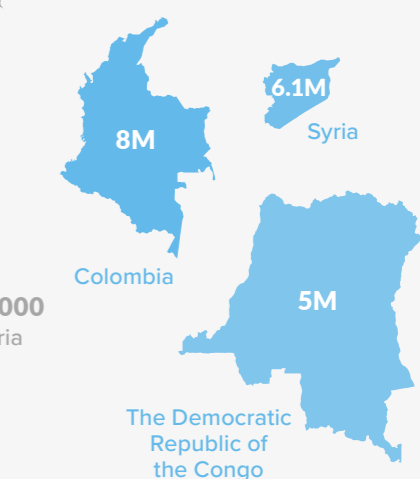 6.1M
Syria
8M
Colombia
000
ria
5M
The Democratic
Republic of
the Congo